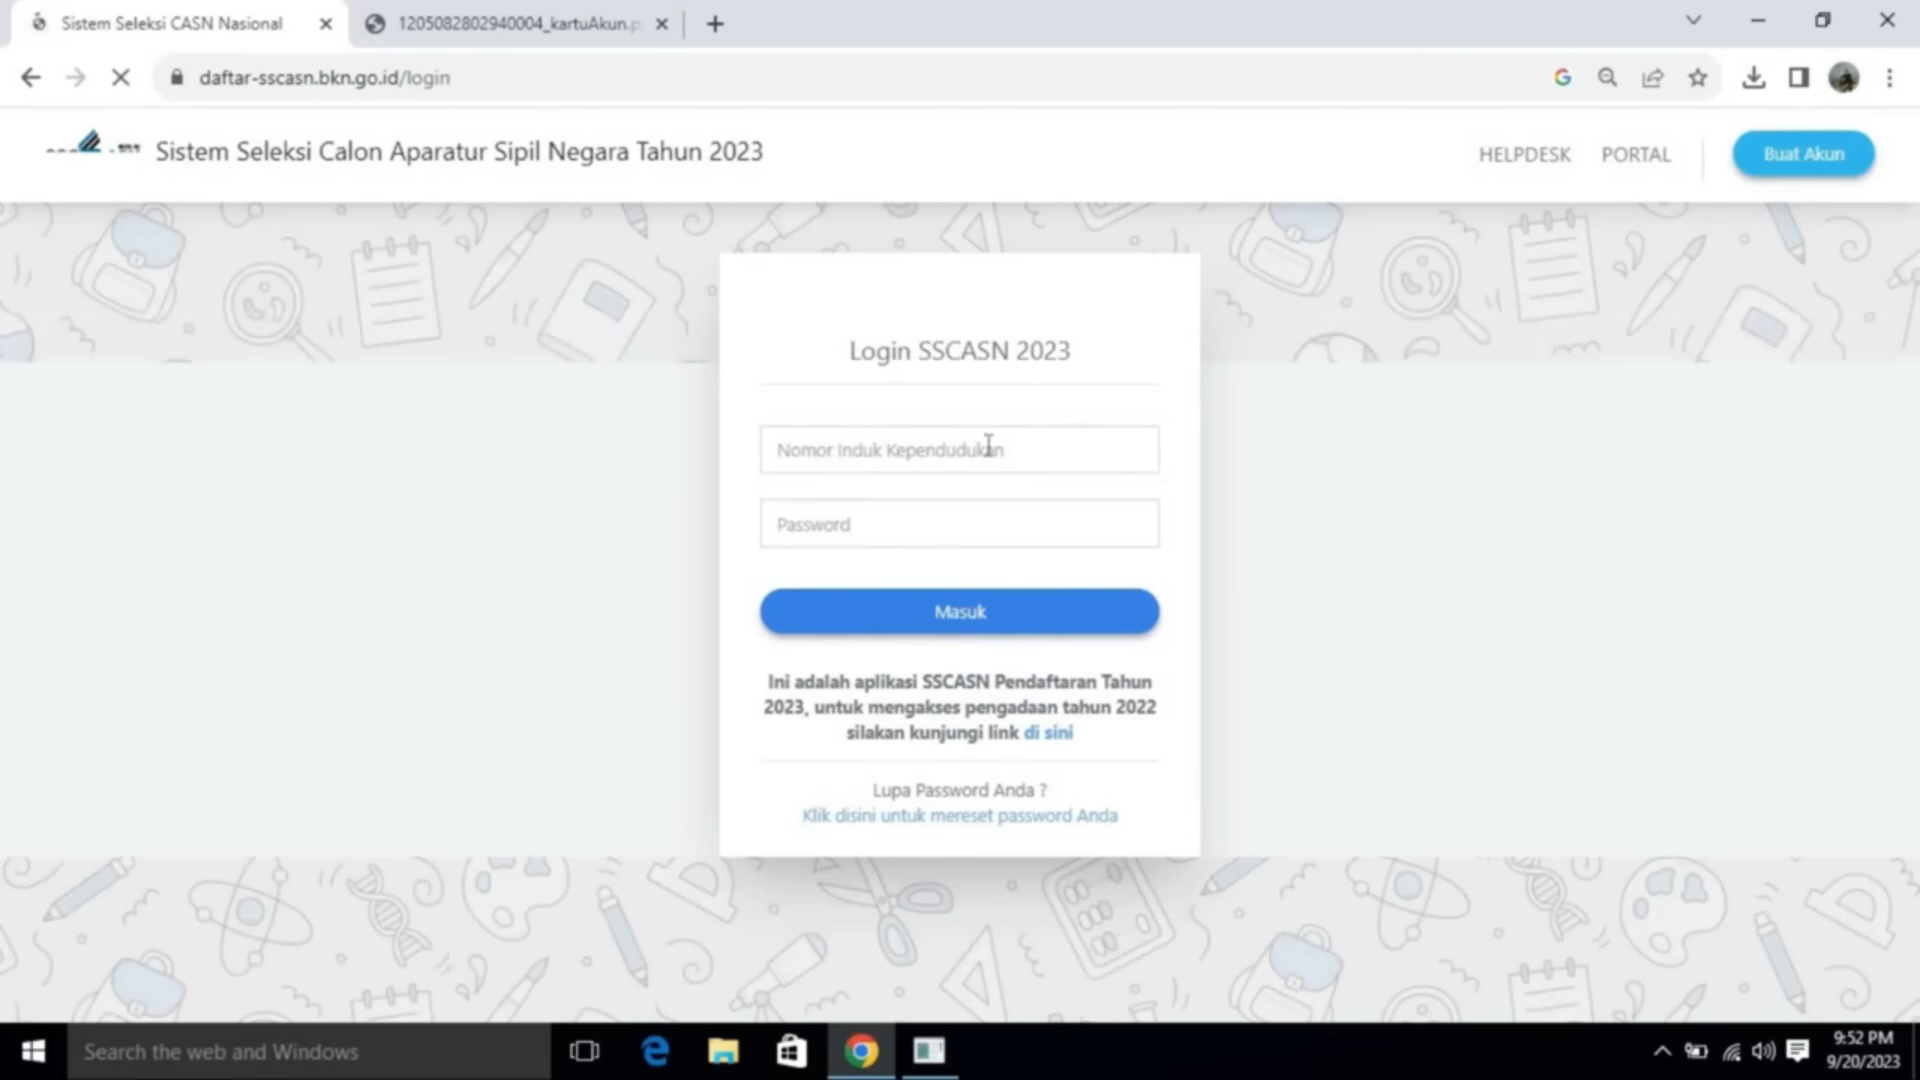 Sistem Seleksi CASN Nasional
1205082802940004_kartuAkun.p
daftar-sscasn.bkn.go.id/login
Sistem Seleksi Calon Aparatur Sipil Negara Tahun 2023
HELPDESK
PORTAL
Buat Akun
Login SSCASN 2023
Nomor Induk Kependudukan
Password
Masuk
Ini adalah aplikasi SSCASN Pendaftaran Tahun
2023, untuk mengakses pengadaan tahun 2022
silakan kunjungi link di sini
Lupa Password Anda ?
Klik disini untuk mereset password Anda
Search the web and Windows
9:52 PM
9/20/2023